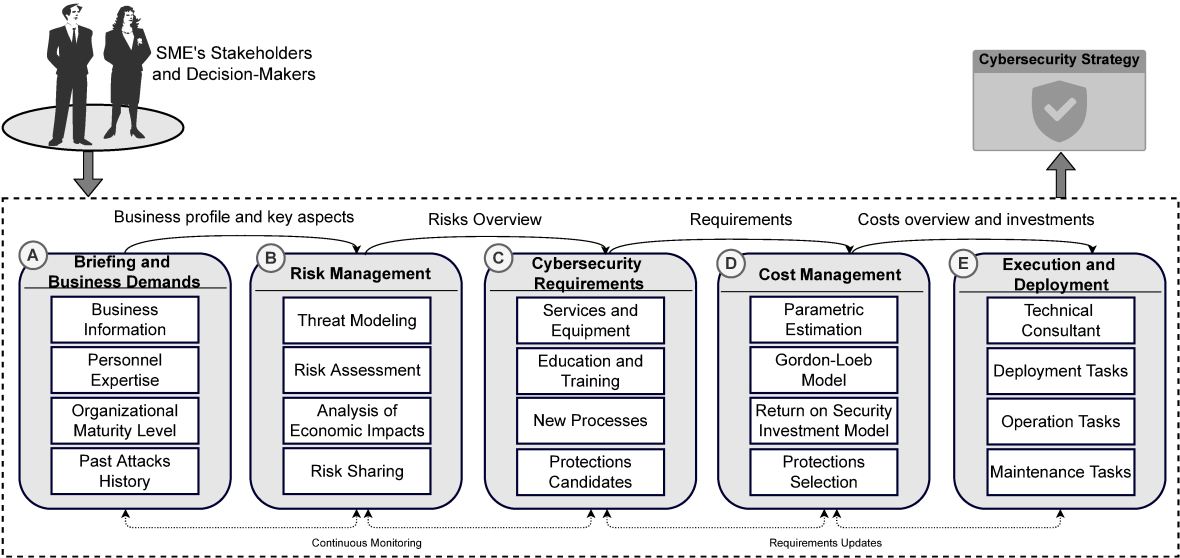 SME's Stakeholders
and Decision-Makers
Cybersecurity Strategy
Business profile and key aspects
Risks Overview
Requirements
Costs overview and investments
A
Briefing and
Business Demands
Business
Information
Personnel
Expertise
Organizational
Maturity Level
Past Attacks
History
B
Risk Management
Threat Modeling
Risk Assessment
Analysis of
Economic Impacts
Risk Sharing
C
Cybersecurity
Requirements
Services and
Equipment
Education and
Training
New Processes
Protections
Candidates
D
Cost Management
Parametric
Estimation
Gordon-Loeb
Model
Return on Security
Investment Model
Protections
Selection
E
Execution and
Deployment
Technical
Consultant
Deployment Tasks
Operation Tasks
Maintenance Tasks
Continuous Monitoring
Requirements Updates